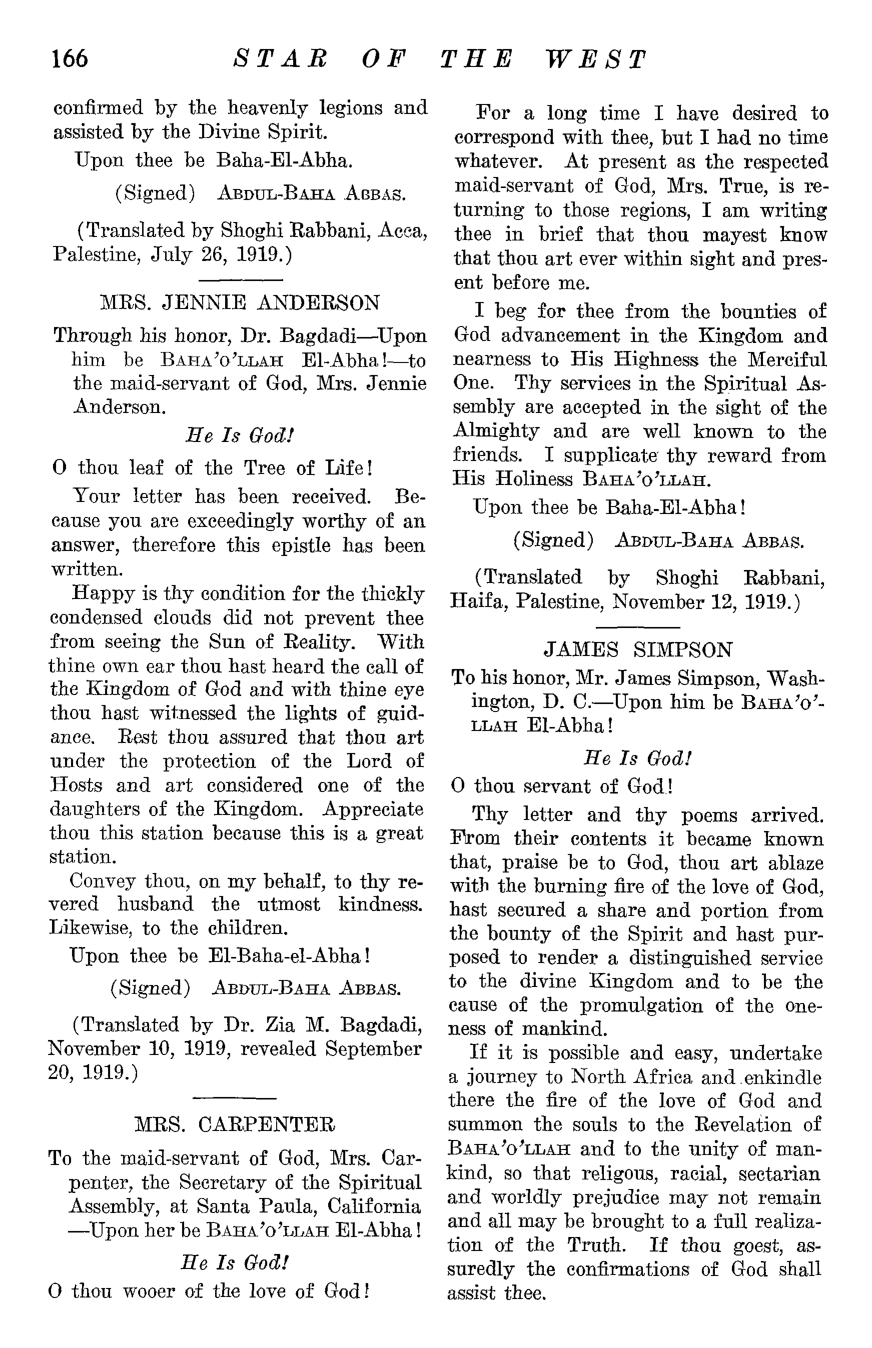 166 STAR OF THE WEST
confirmed by the heavenly legions and
assisted by the Divine Spirit.
Upon thee be Baha-El-Abha.
(Signed) ABDUL-BAHA ABBAS.
(Translated by Shoghi Rabbani, Acca,
Palestine, July 26, 1919.)
MRS. JENNIE ANDERSON
Through his honor, Dr. Bagdadi—Upon
him be BAHA'O'LLAH El-Abha!—to
the maid-servant of God, Mrs. Jennie
Anderson.
He Is God!
O thou leaf of the Tree of Life!
Your letter has been received. Be-
cause you are exceedingly worthy of an
answer, therefore this epistle has been
written.
Happy is thy condition for the thickly
condensed clouds did not prevent thee
from seeing the Sun of Reality. With
thine own ear thou hast heard the call of
the Kingdom of God and with thine eye
thou hast witnessed the lights of guid-
ance. Rest thou assured that thou art
under the protection of the Lord of
Hosts and art considered one of the
daughters of the Kingdom. Appreciate
thou this station because this is a great
station.
Convey thou, on my behalf, to thy re-
vered husband the utmost kindness.
Likewise, to the children.
Upon thee be El-Baha-el-Abha!
(Signed) ABDUL-BAHA ABBAS.
(Translated by Dr. Zia M. Bagdadi,
November 10, 1919, revealed September
20, 1919.)
MRS. CARPENTER
To the maid-servant of God, Mrs. Car-
penter, the Secretary of the Spiritual
Assembly, at Santa Paula, California
—Upon her be BAHA'O'LLAH El-Abha!
He Is God!
O thou wooer of the love of God!
For a long time I have desired to
correspond with thee, but I had no time
whatever. At present as the respected
maid-servant of God, Mrs. True, is re-
turning to those regions, I am writing
thee in brief that thou mayest know
that thou art ever within sight and pres-
ent before me.
I beg for thee from the bounties of
God advancement in the Kingdom and
nearness to His Highness the Merciful
One. Thy services in the Spiritual As-
sembly are accepted in the sight of the
Almighty and are well known to the
friends. I supplicate thy reward from
His Holiness BAHA'O'LLAH.
Upon thee be Baha-El-Abha!
(Signed) ABDUL-BAHA ABBAS.
(Translated by Shoghi Rabbani,
Haifa, Palestine, November 12, 1919.)
JAMES SIMPSON
To his honor, Mr. James Simpson, Wash-
ington, D. C.—Upon him be BAHA'O'-
LLAH El-Abha!
He Is God!
O thou servant of God!
Thy letter and thy poems arrived.
From their contents it became known
that, praise be to God, thou art ablaze
with the burning fire of the love of God,
hast secured a share and portion from
the bounty of the Spirit and hast pur-
posed to render a distinguished service
to the divine Kingdom and to be the
cause of the promulgation of the one-
ness of mankind.
If it is possible and easy, undertake
a journey to North Africa and enkindle
there the fire of the love of God and
summon the souls to the Revelation of
BAHA'O'LLAH and to the unity of man-
kind, so that religous, racial, sectarian
and worldly prejudice may not remain
and all may be brought to a full realiza-
tion of the Truth. If thou goest, as-
suredly the confirmations of God shall
assist thee.